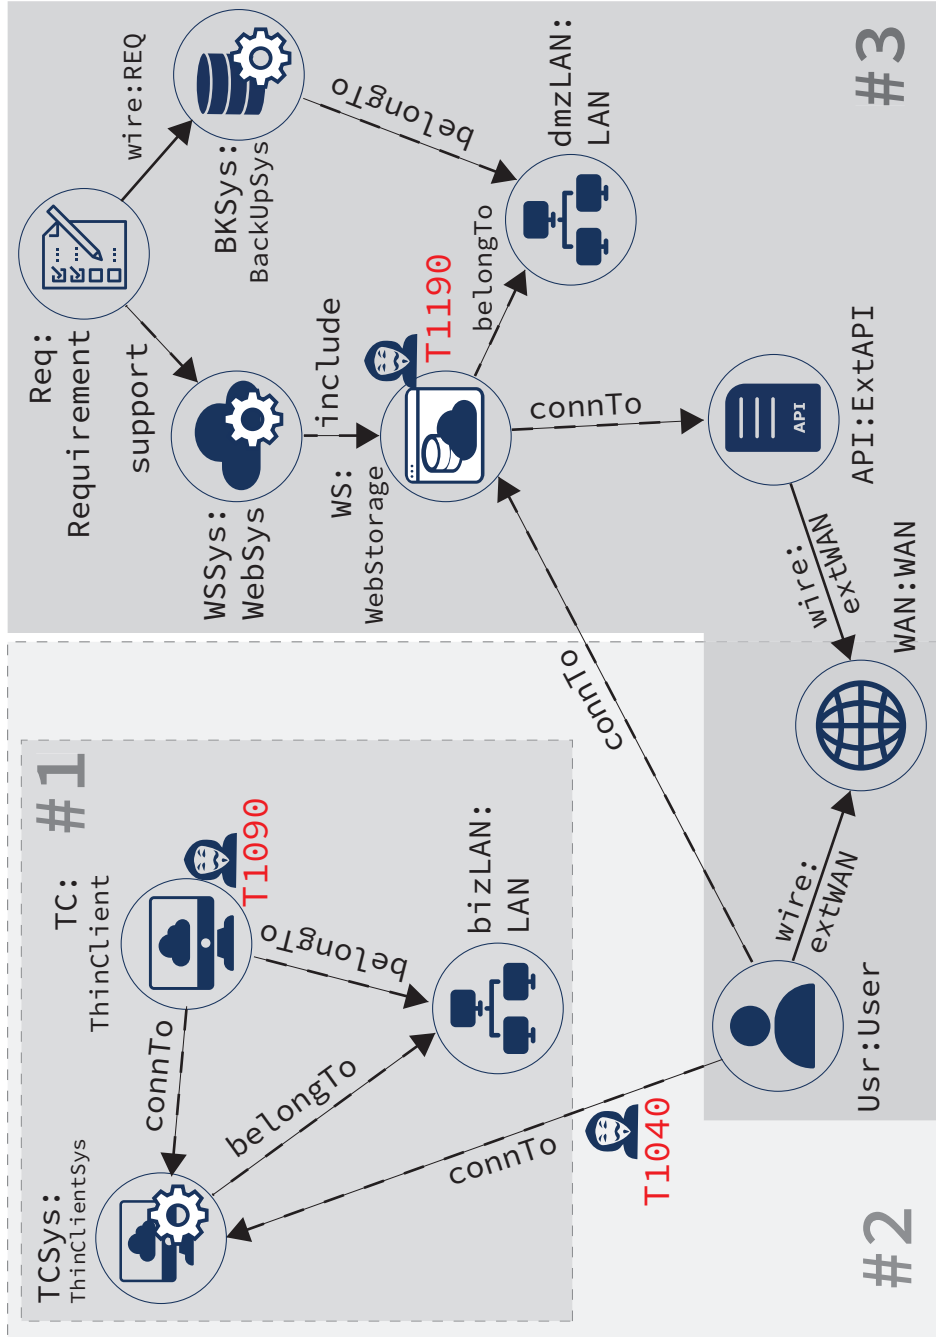 #1
TCSys:
ThinClientSys
connTo
TC:
ThinClient
T1090
belongTo
belongTo
bizLAN:
LAN
#2
connTo
T1040
Usr:User
wire:
extWAN
connTo
WAN:WAN
wire:
extWAN
#3
Req:
Requirement
support
wire:REQ
WSSys:
WebSys
BKSys:
BackUpSys
include
belongTo
WS:
WebStorage
T1190
belongTo
dmzLAN:
LAN
connTo
API
API:ExtAPI